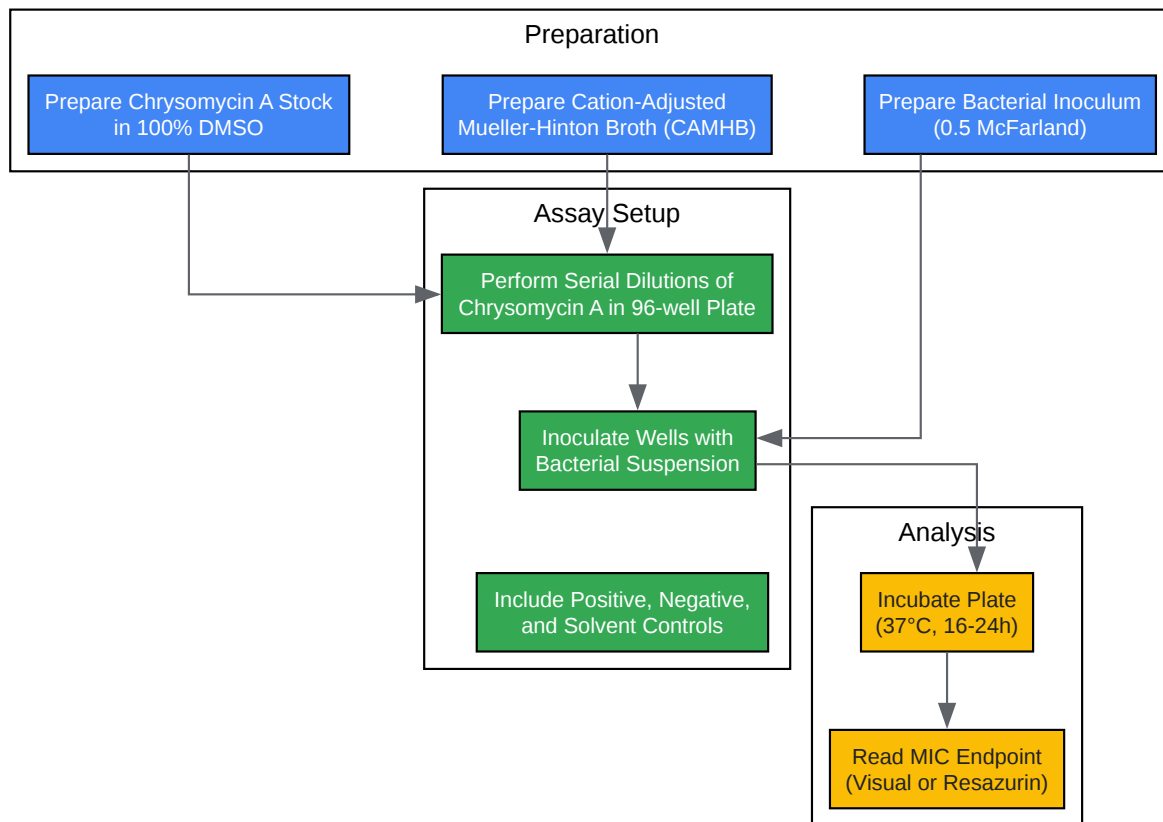 Preparation
Prepare Chrysomycin A Stock
in 100% DMSO
Prepare Cation-Adjusted
Mueller-Hinton Broth (CAMHB)
Prepare Bacterial Inoculum
(0.5 McFarland)
Assay Setup
Perform Serial Dilutions of
Chrysomycin A in 96-well Plate
Inoculate Wells with
Bacterial Suspension
Include Positive, Negative,
and Solvent Controls
Analysis
Incubate Plate
(37°C, 16-24h)
Read MIC Endpoint
(Visual or Resazurin)